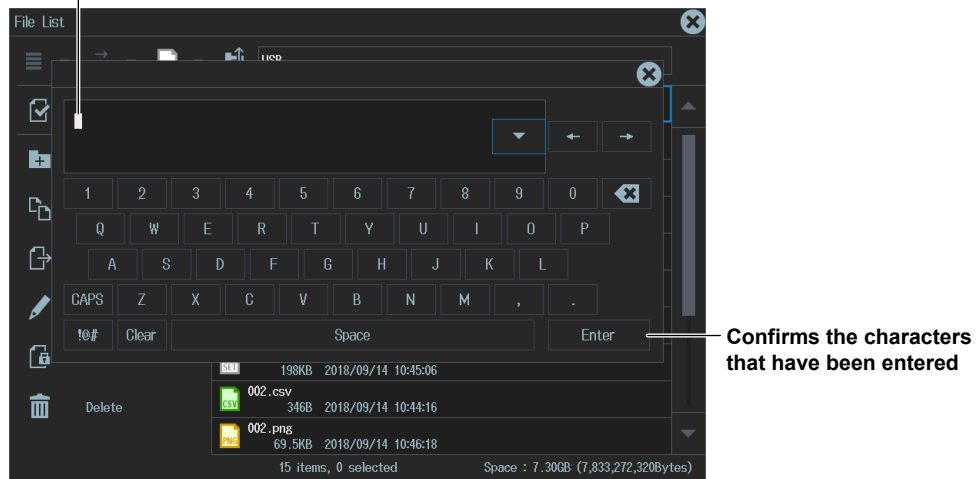 File List
USB
1 2 3 4 5 6 7 8 9 0
Q W E R T Y U I O P
A S D F G H J K L
CAPS Z X C V B N M , .
!@# Clear Space Enter
Confirms the characters
that have been entered
SET
198KB 2018/09/14 10:45:06
002.csv
CSV 346B 2018/09/14 10:44:16
Delete
002.png
PNG 69.5KB 2018/09/14 10:46:18
15 items, 0 selected Space : 7.30GB (7,833,272,320Bytes)